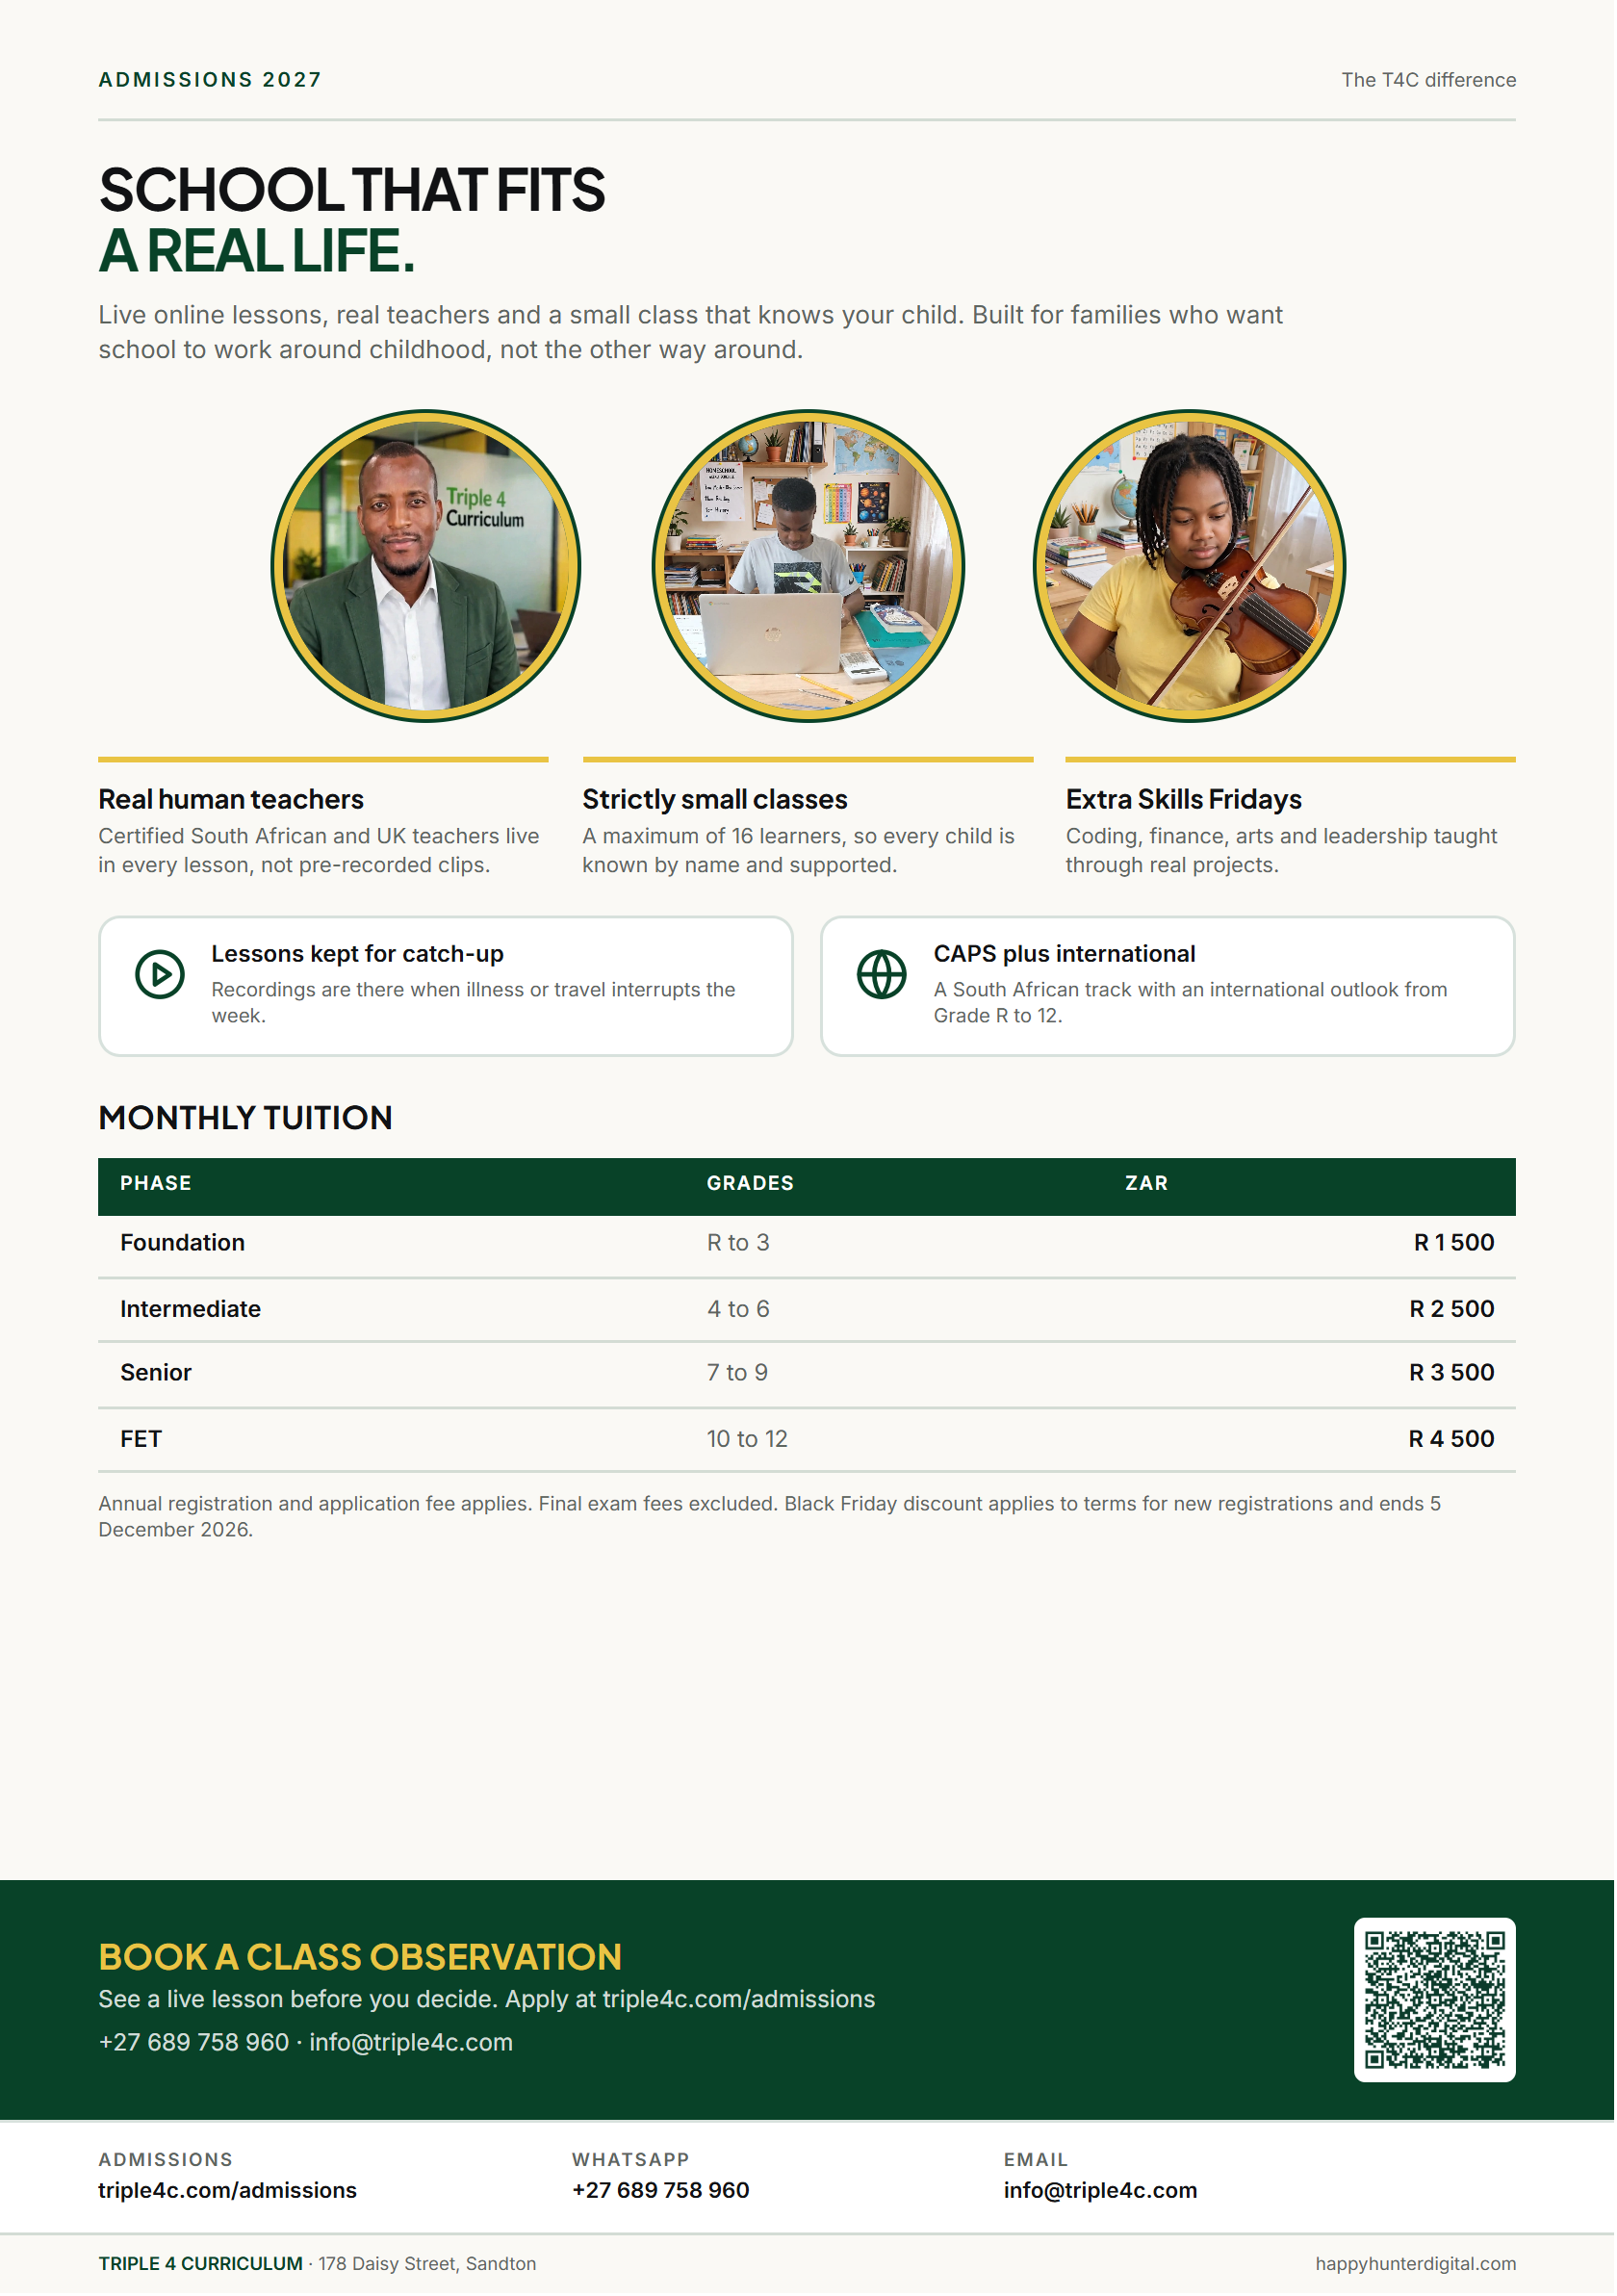 ADMISSIONS 2027
The T4C difference
SCHOOL THAT FITS
A REAL LIFE.
Live online lessons, real teachers and a small class that knows your child. Built for families who want
school to work around childhood, not the other way around.
Triple 4
Curriculum
HOMESCHOOL
Real human teachers
Certified South African and UK teachers live
in every lesson, not pre-recorded clips.
Strictly small classes
A maximum of 16 learners, so every child is
known by name and supported.
Extra Skills Fridays
Coding, finance, arts and leadership taught
through real projects.
Lessons kept for catch-up
Recordings are there when illness or travel interrupts the
week.
CAPS plus international
A South African track with an international outlook from
Grade R to 12.
MONTHLY TUITION
PHASE GRADES ZAR
Foundation R to 3 R 1 500
Intermediate 4 to 6 R 2 500
Senior 7 to 9 R 3 500
FET 10 to 12 R 4 500
Annual registration and application fee applies. Final exam fees excluded. Black Friday discount applies to terms for new registrations and ends 5
December 2026.
BOOK A CLASS OBSERVATION
See a live lesson before you decide. Apply at triple4c.com/admissions
+27 689 758 960 · info@triple4c.com
ADMISSIONS WHATSAPP EMAIL
triple4c.com/admissions +27 689 758 960 info@triple4c.com
TRIPLE 4 CURRICULUM · 178 Daisy Street, Sandton
happyhunterdigital.com